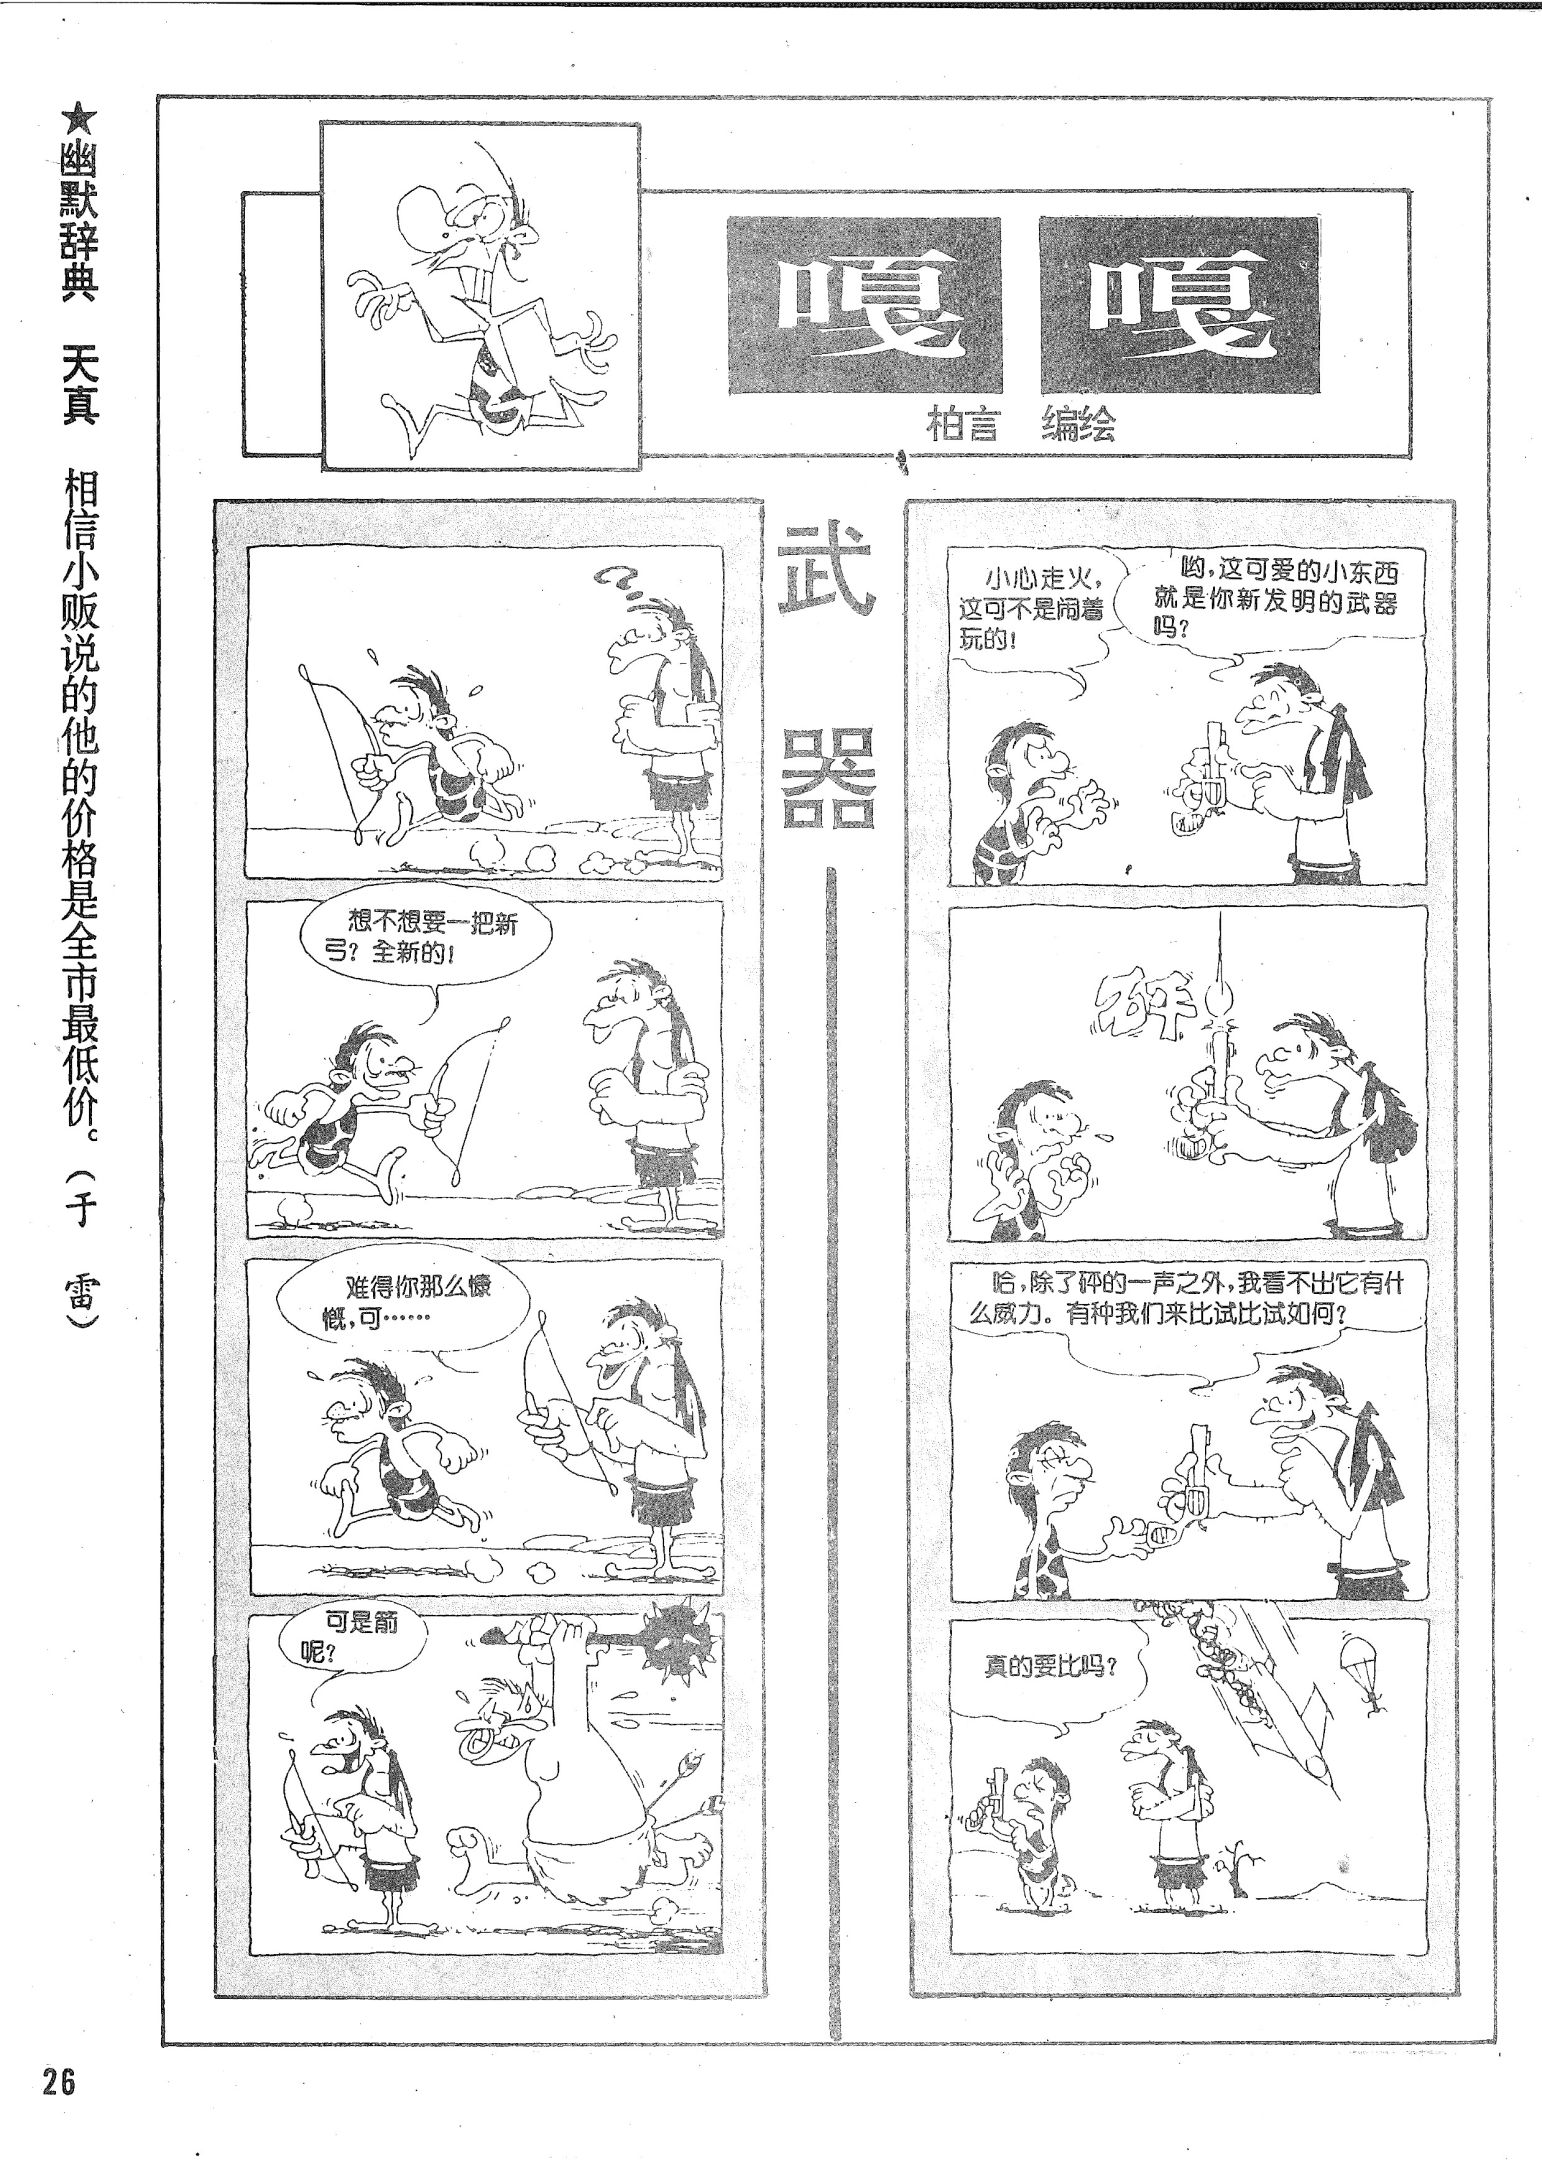 ★幽默辞典　天真　相信小贩说的他的价格是全市最低价。（于　雷）
嘎嘎
柏言　编绘
武器
想不想要一把新
弓？全新的！
难得你那么慷
慨，可……
可是箭
呢？
小心走火，
这可不是闹着
玩的！
哟，这可爱的小东西
就是你新发明的武器
吗？
砰
哈，除了砰的一声之外，我看不出它有什
么威力。有种我们来比试比试如何？
真的要比吗？
26